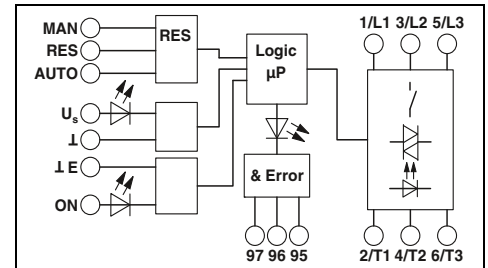 MAN
RES
AUTO
RES
Us
⊥
⊥ E
ON
Logic
µP
& Error
97 96 95
1/L1 3/L2 5/L3
2/T1 4/T2 6/T3